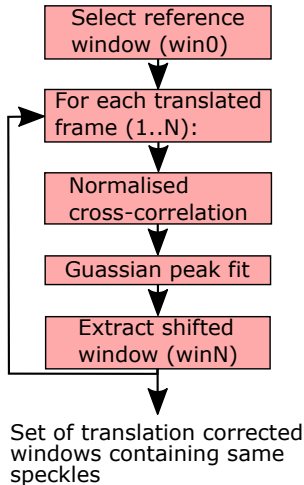 Select reference
window (win0)
For each translated
frame (1..N):
Normalised
cross-correlation
Guassian peak fit
Extract shifted
window (winN)
Set of translation corrected
windows containing same
speckles